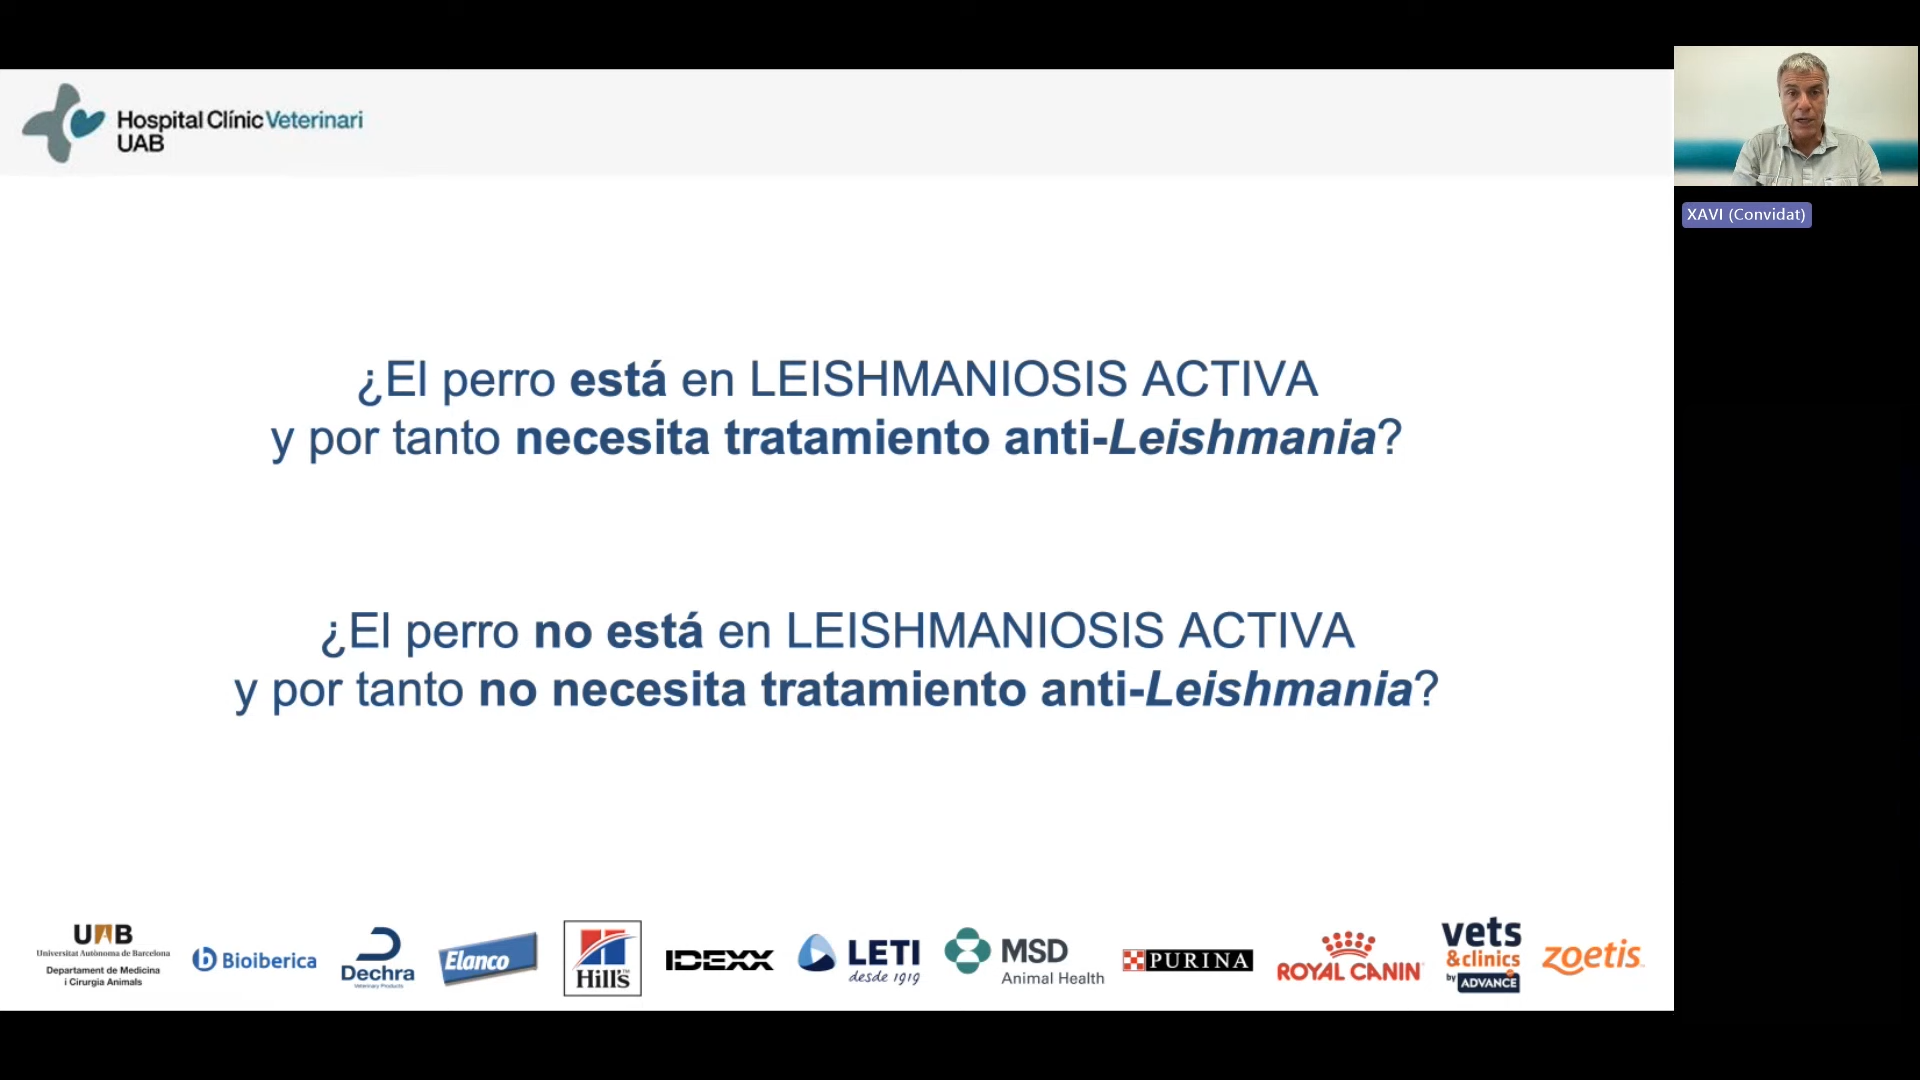 Hospital Clínic Veterinari
UAB
XAVI (Convidat)
¿El perro está en LEISHMANIOSIS ACTIVA
y por tanto necesita tratamiento anti-Leishmania?
¿El perro no está en LEISHMANIOSIS ACTIVA
y por tanto no necesita tratamiento anti-Leishmania?
UAB
Universitat Autònoma de Barcelona
Departament de Medicina
i Cirurgia Animals
b Bioiberica
Dechra
Veterinary Products
Elanco
Hill's
IDEXX
LETI
desde 1919
MSD
Animal Health
PURINA
ROYAL CANIN
vets
&clinics
by ADVANCE
zoetis